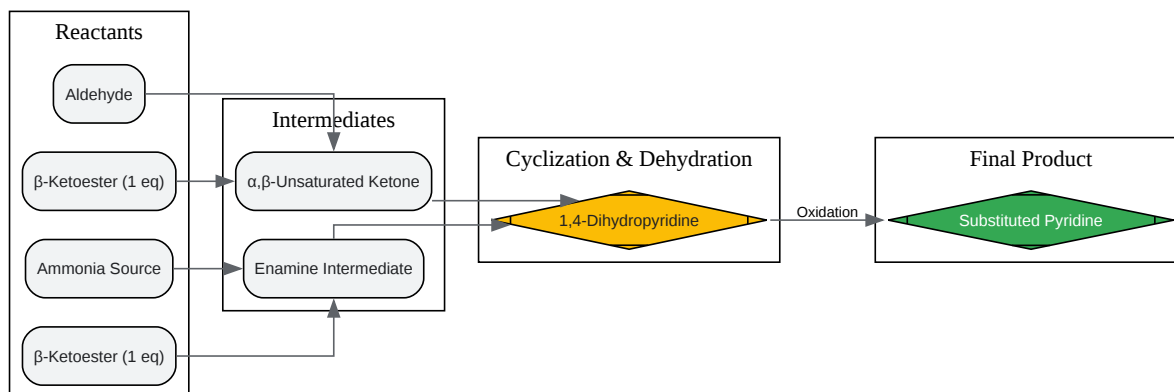 Reactants
Aldehyde
β-Ketoester (1 eq)
Ammonia Source
β-Ketoester (1 eq)
Intermediates
α,β-Unsaturated Ketone
Enamine Intermediate
Cyclization & Dehydration
1,4-Dihydropyridine
Oxidation
Final Product
Substituted Pyridine